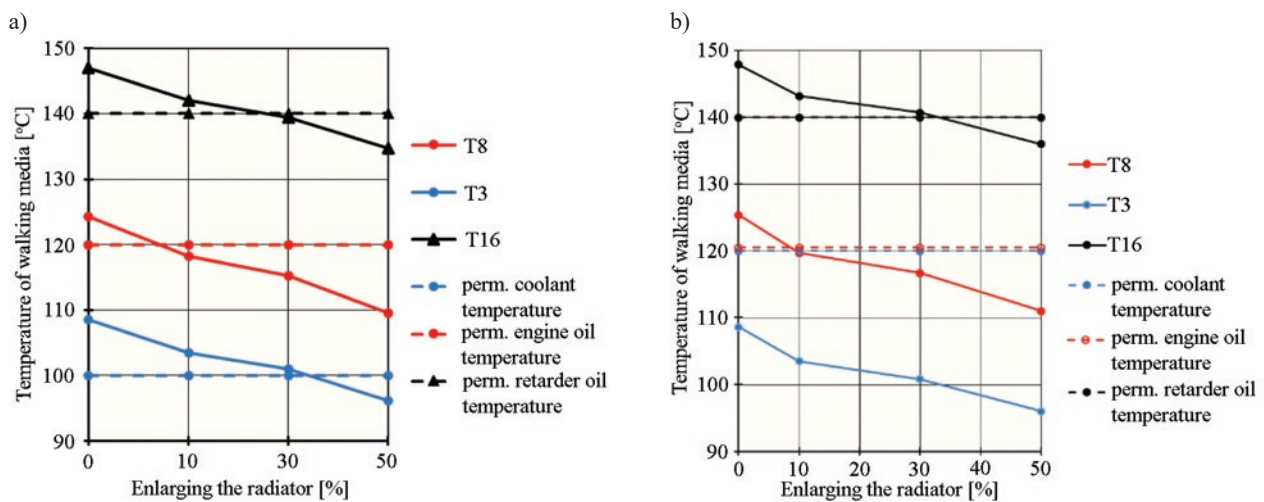 a)
150
140
130
120
110
100
90
0 10 30 50
Temperature of walking media [°C]
Enlarging the radiator [%]
T8
T3
T16
perm. coolant
temperature
perm. engine oil
temperature
perm. retarder oil
temperature
b)
150
140
130
120
110
100
90
0 10 20 30 40 50
Temperature of walking media [°C]
Enlarging the radiator [%]
T8
T3
T16
perm. coolant
temperature
perm. engine oil
temperature
perm. retarder oil
temperature